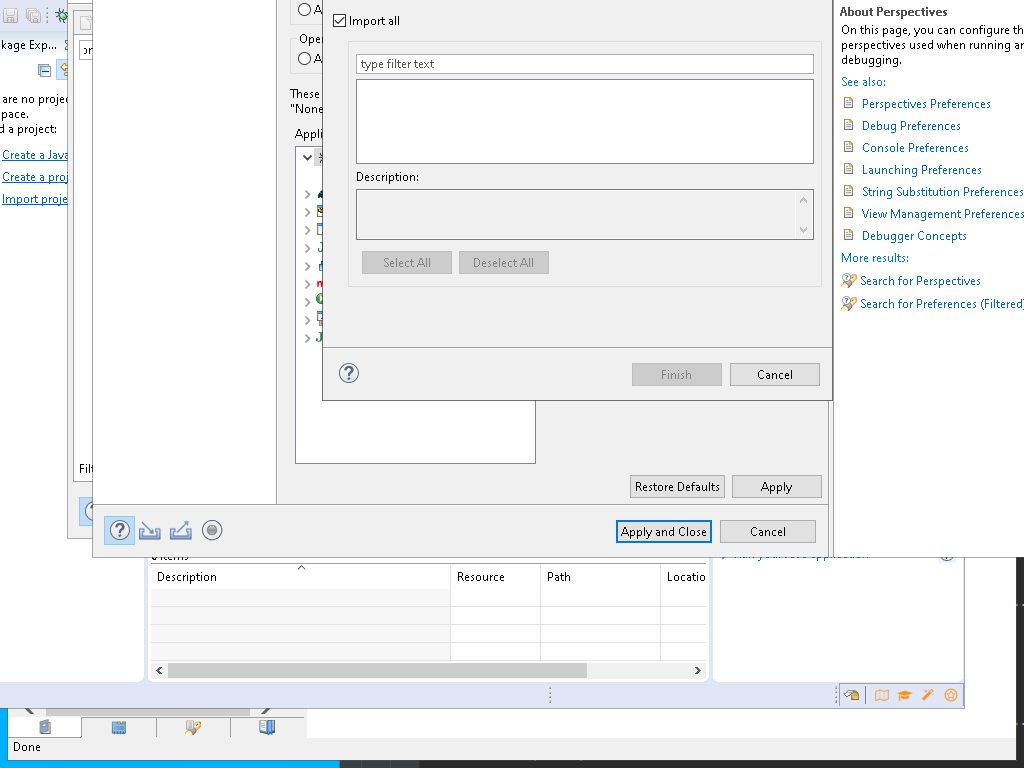 Import all
type filter text
Description:
Select All
Deselect All
Finish
Cancel
About Perspectives
On this page, you can configure th
perspectives used when running an
debugging.
See also:
Perspectives Preferences
Debug Preferences
Console Preferences
Launching Preferences
String Substitution Preferences
View Management Preferences
Debugger Concepts
More results:
Search for Perspectives
Search for Preferences (Filtered)
kage Exp...
are no projec
pace.
d a project:
Create a Java
Create a proj
Import proje
Oper
These
"None
Appli
Filt
Restore Defaults
Apply
Apply and Close
Cancel
Description
Resource
Path
Locatio
Done